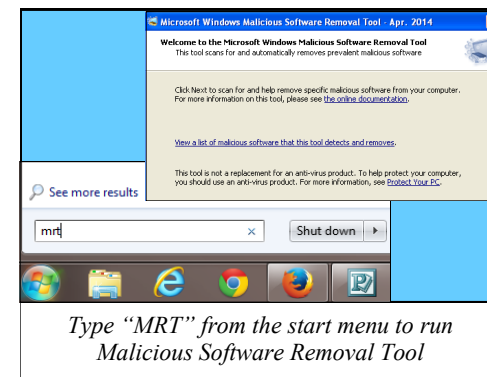 Microsoft Windows Malicious Software Removal Tool - Apr. 2014
Welcome to the Microsoft Windows Malicious Software Removal Tool
This tool scans for and automatically removes prevalent malicious software
Click Next to scan for and help remove specific malicious software from your computer.
For more information on this tool, please see the online documentation.
View a list of malicious software that this tool detects and removes.
This tool is not a replacement for an anti-virus product. To help protect your computer,
you should use an anti-virus product. For more information, see Protect Your PC.
See more results
mrt
Shut down
Type “MRT” from the start menu to run
Malicious Software Removal Tool